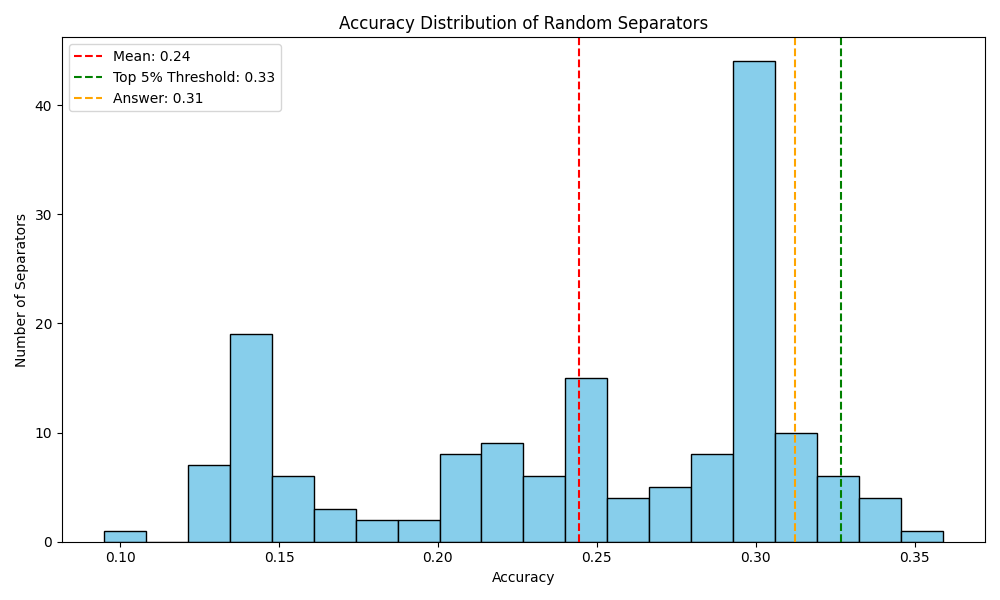 Accuracy Distribution of Random Separators
Mean: 0.24
Top 5% Threshold: 0.33
Answer: 0.31
Number of Separators
40
30
20
10
0
0.10 0.15 0.20 0.25 0.30 0.35
Accuracy